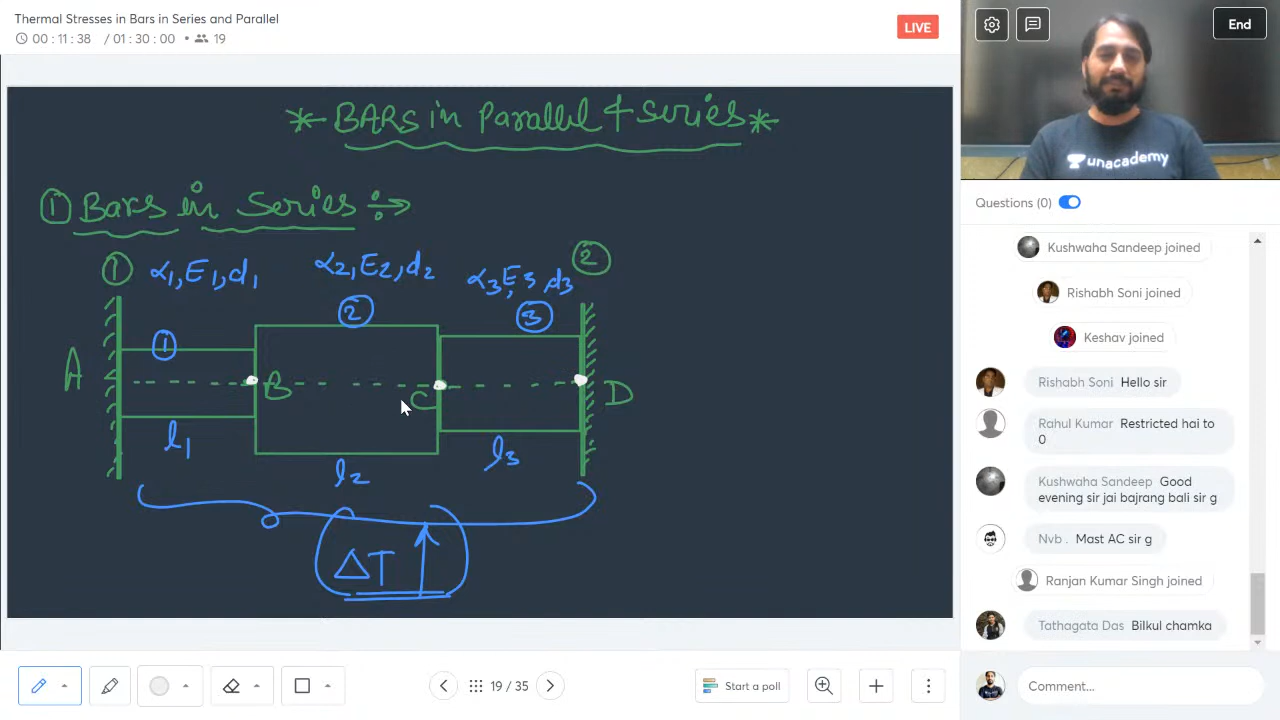 Thermal Stresses in Bars in Series and Parallel
00 : 11 : 38 / 01 : 30 : 00 • 19
LIVE
End
unacademy
* BARS in Parallel & Series *
① Bars in Series ÷→
① α1, E1, d1 α2, E2, d2 α3, E3, d3 ②
① ② ③
A B C D
l1 l2 l3
ΔT ↑
Questions (0)
Kushwaha Sandeep joined
Rishabh Soni joined
Keshav joined
Rishabh Soni Hello sir
Rahul Kumar Restricted hai to
0
Kushwaha Sandeep Good
evening sir jai bajrang bali sir g
Nvb . Mast AC sir g
Ranjan Kumar Singh joined
Tathagata Das Bilkul chamka
19 / 35
Start a poll
Comment...